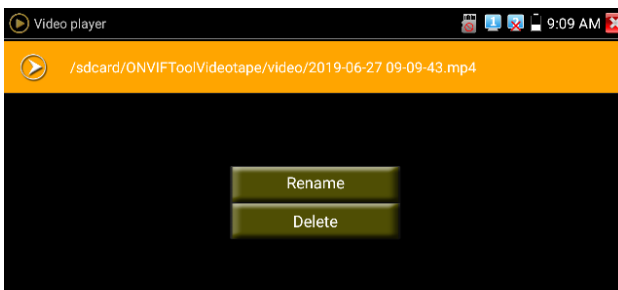 Video player
9:09 AM
/sdcard/ONVIFToolVideotape/video/2019-06-27 09-09-43.mp4
Rename
Delete